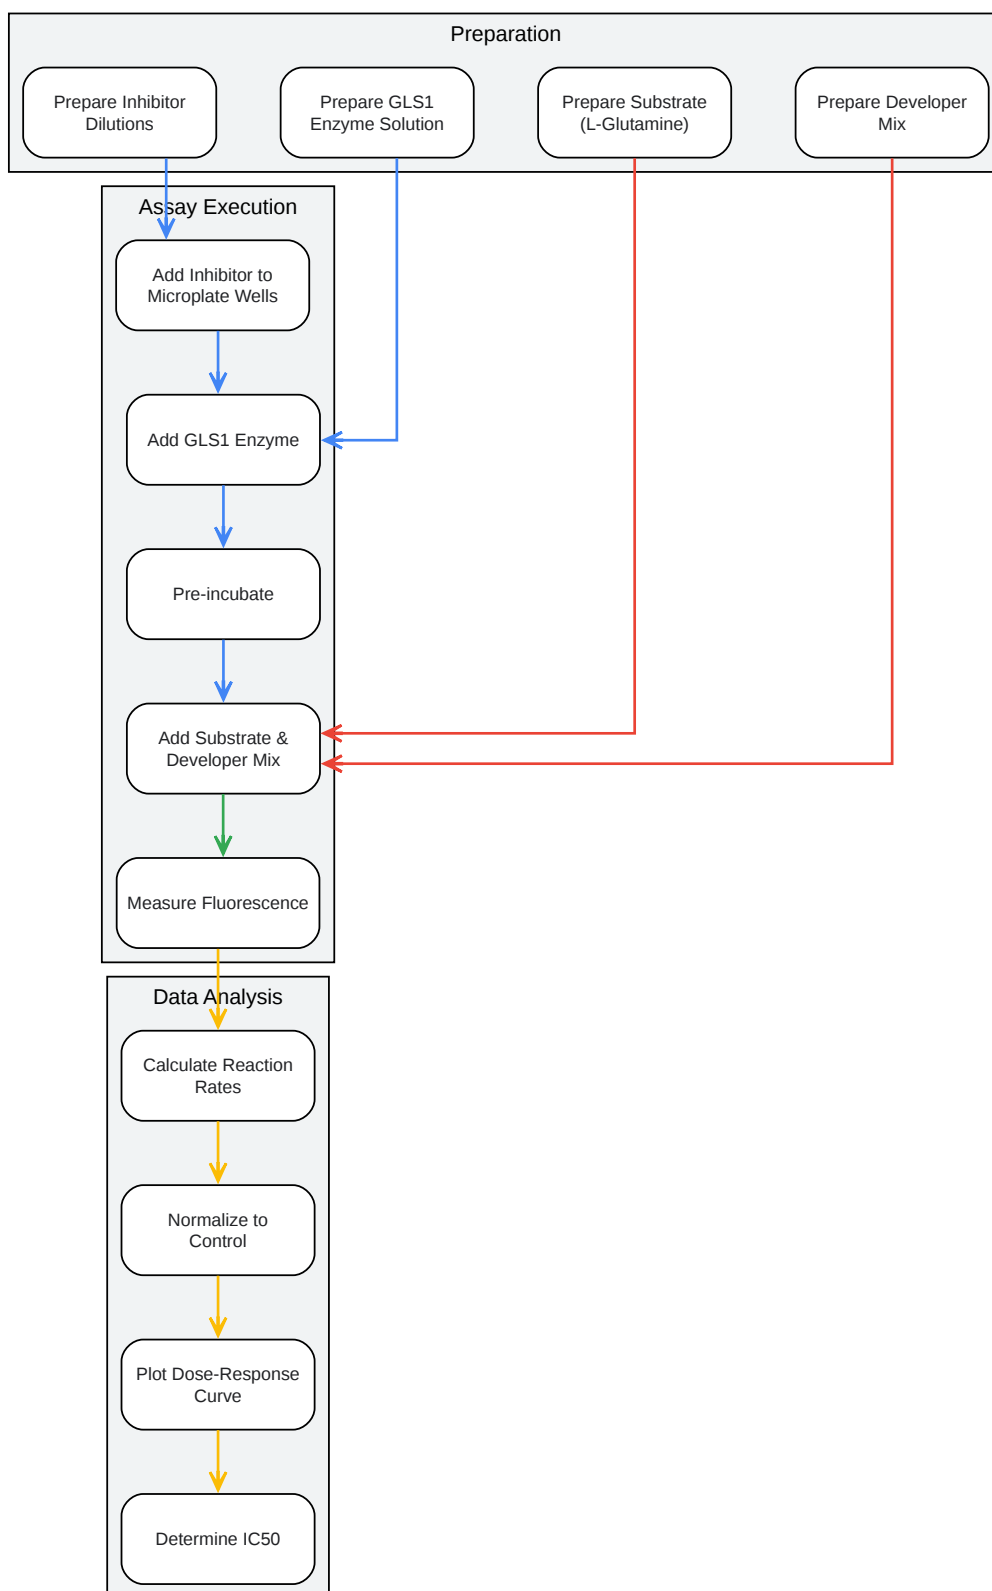 Preparation
Prepare Inhibitor
Dilutions
Prepare GLS1
Enzyme Solution
Prepare Substrate
(L-Glutamine)
Prepare Developer
Mix
Assay Execution
Add Inhibitor to
Microplate Wells
Add GLS1 Enzyme
Pre-incubate
Add Substrate &
Developer Mix
Measure Fluorescence
Data Analysis
Calculate Reaction
Rates
Normalize to
Control
Plot Dose-Response
Curve
Determine IC50